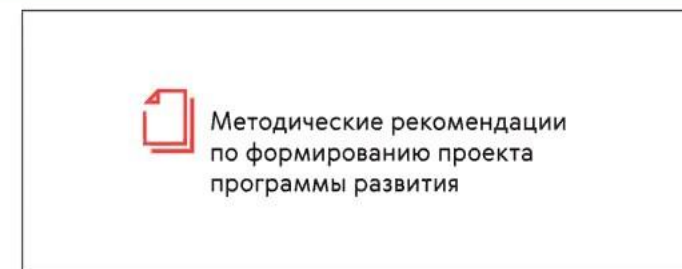 Методические рекомендации
по формированию проекта
программы развития